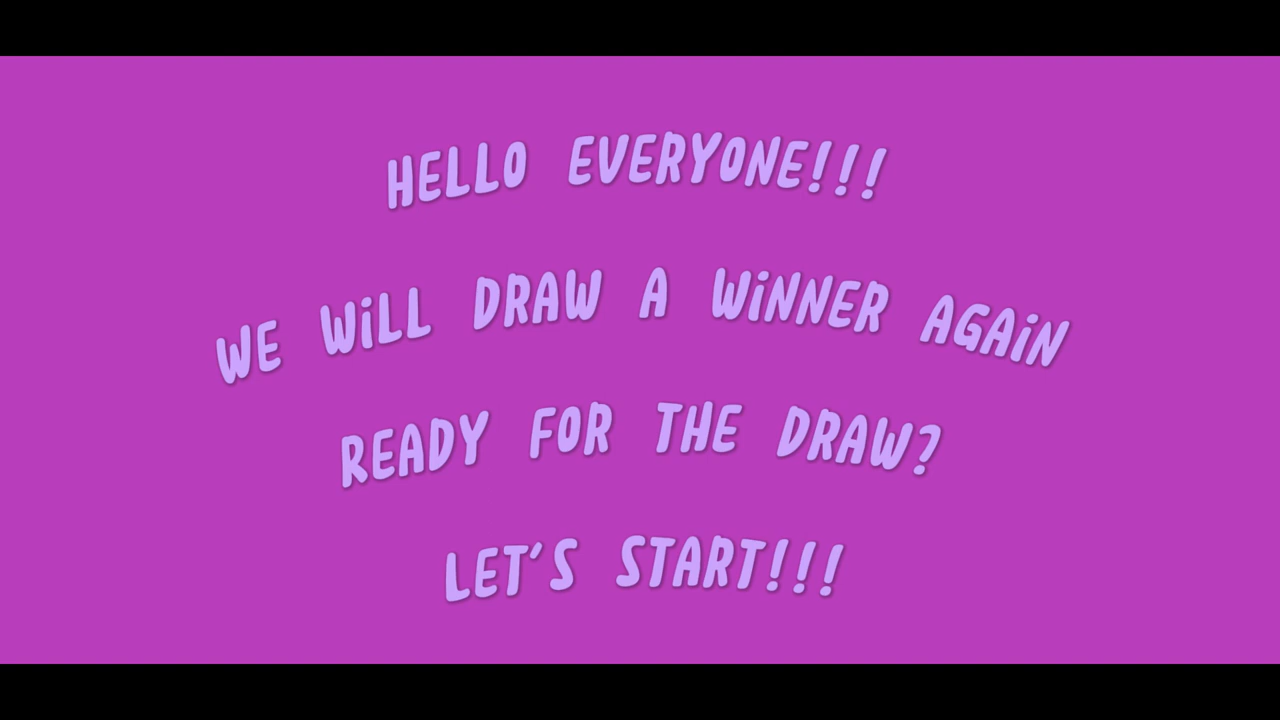 HELLO EVERYONE!!!
WE WiLL DRAW A WiNNER AGAiN
READY FOR THE DRAW?
LET'S START!!!